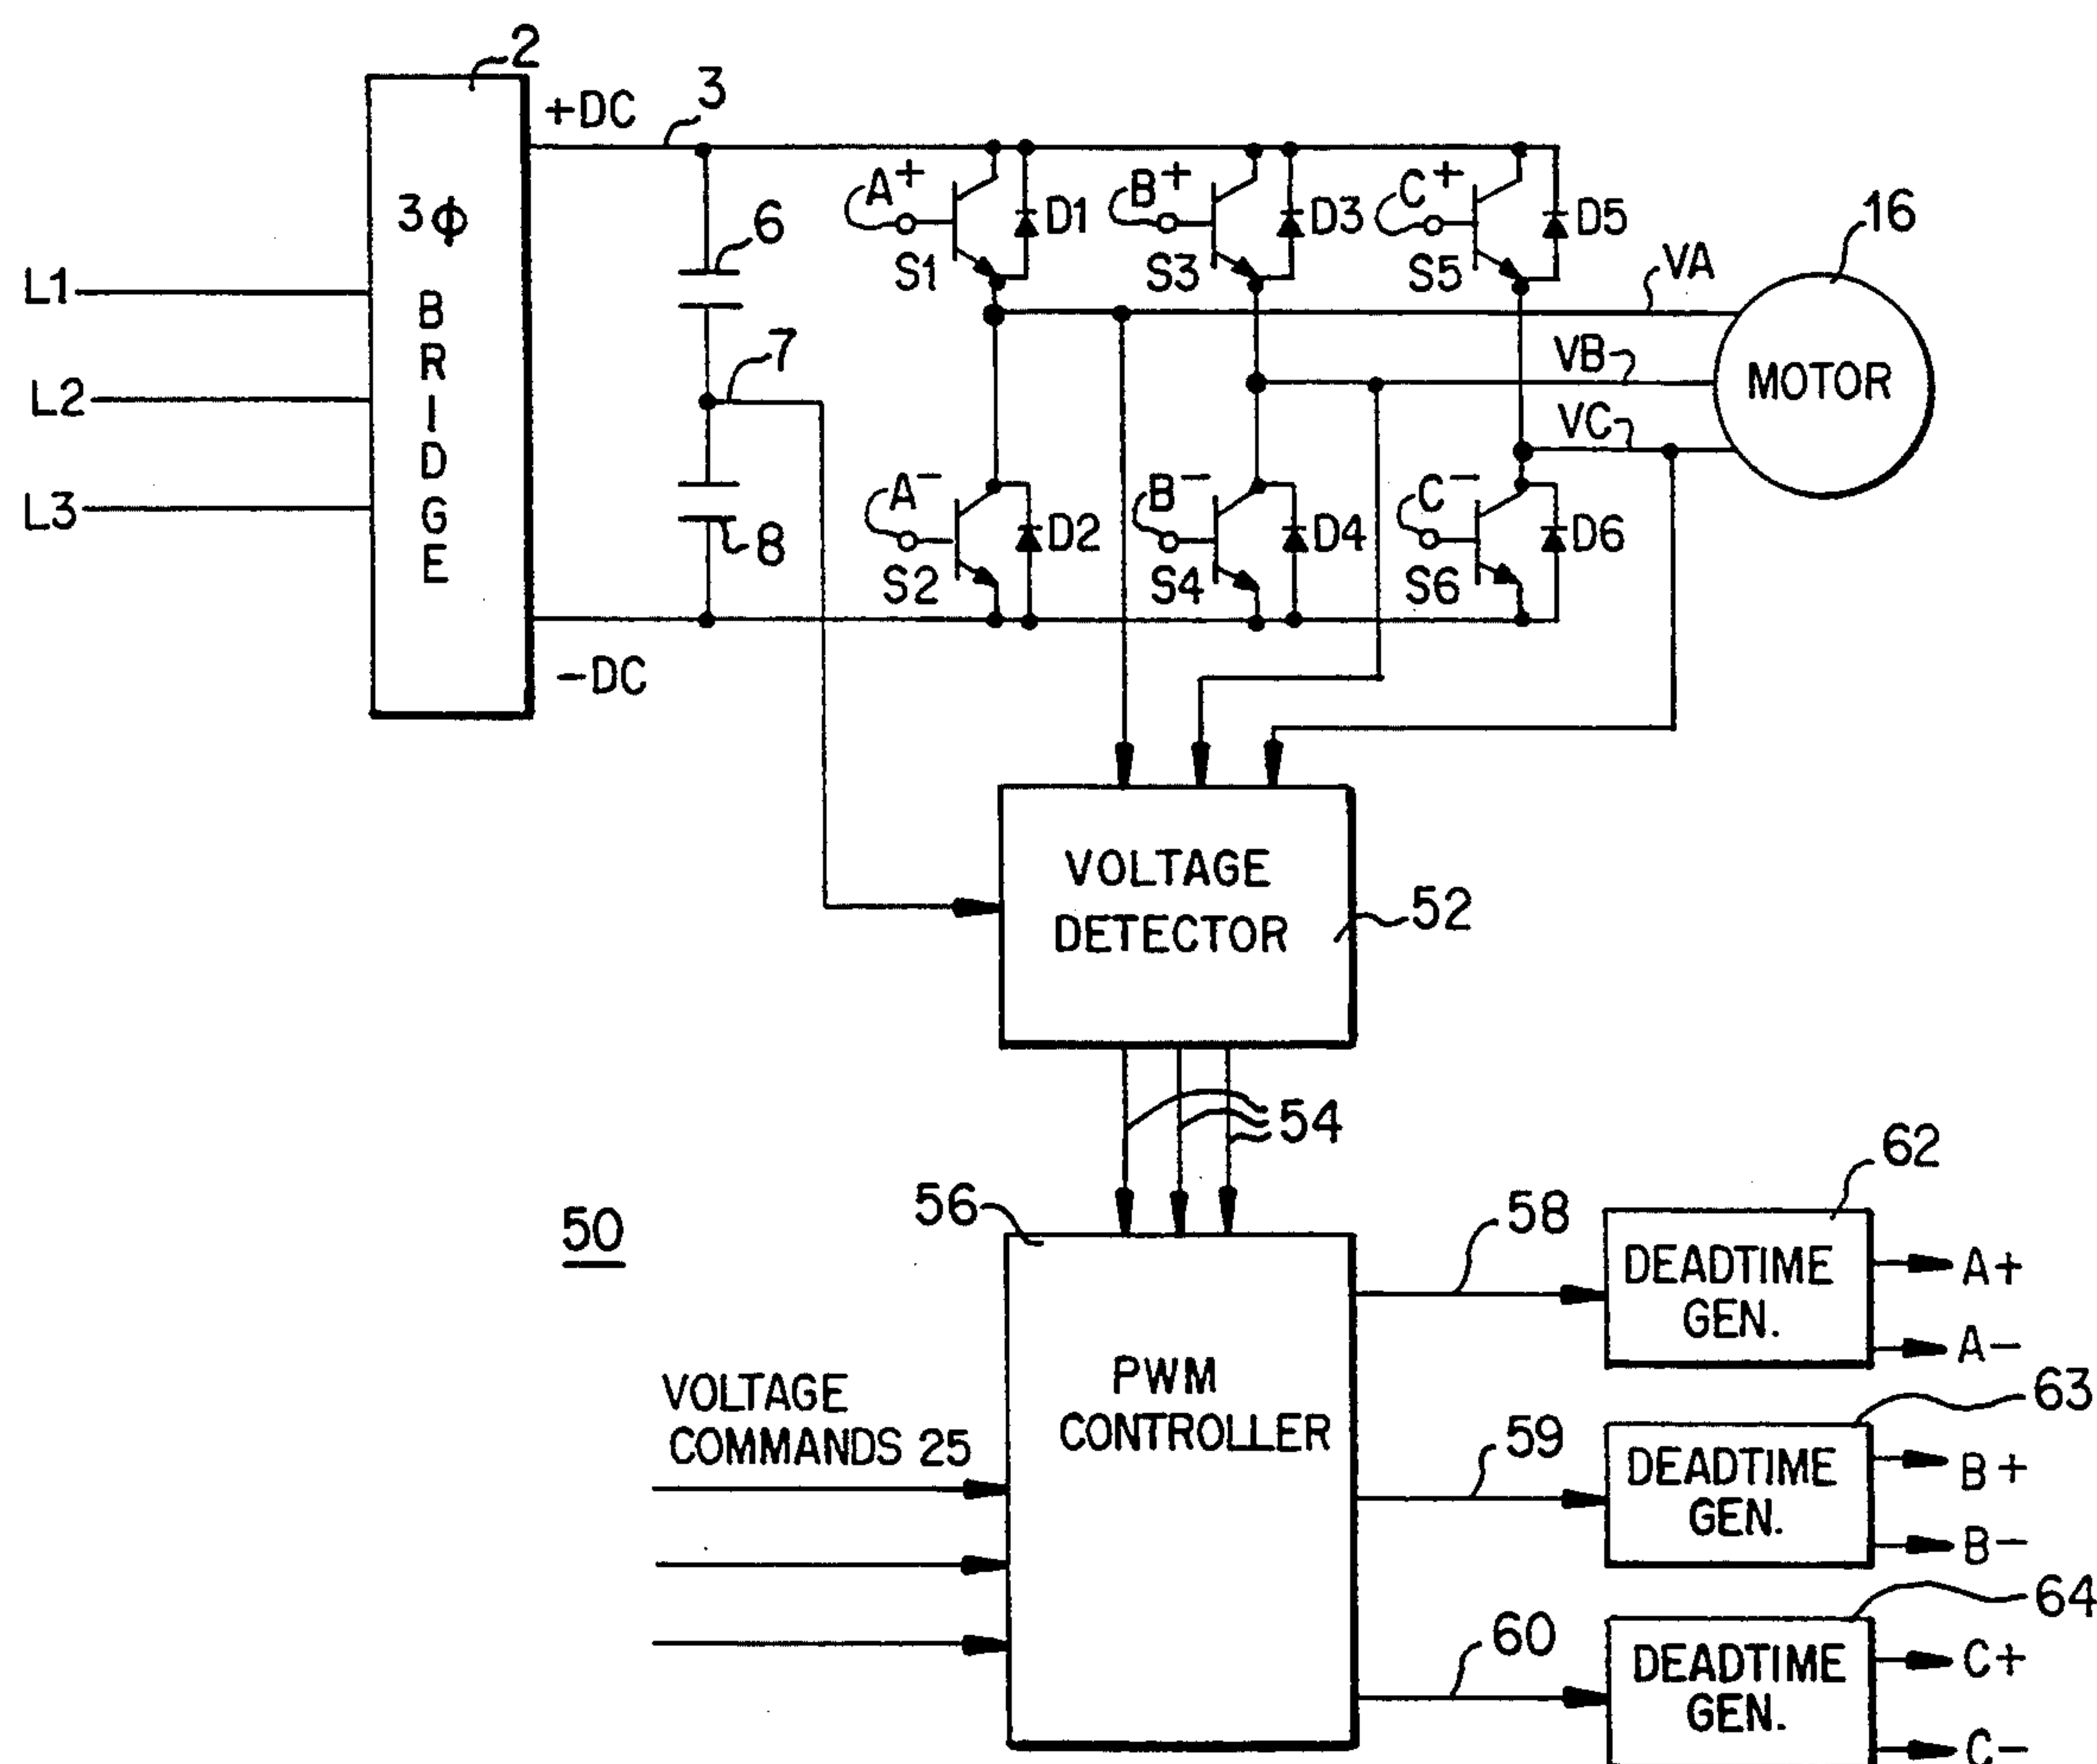 2
+DC
3
3φ
BRIDGE
L1
L2
L3
-DC
6
7
8
A+
S1
D1
B+
S3
D3
C+
S5
D5
VA
16
VB
MOTOR
VC
A-
S2
D2
B-
S4
D4
C-
S6
D6
VOLTAGE
DETECTOR
52
54
50
56
PWM
CONTROLLER
VOLTAGE
COMMANDS 25
58
62
DEADTIME
GEN.
A+
A-
59
63
DEADTIME
GEN.
B+
B-
60
64
DEADTIME
GEN.
C+
C-